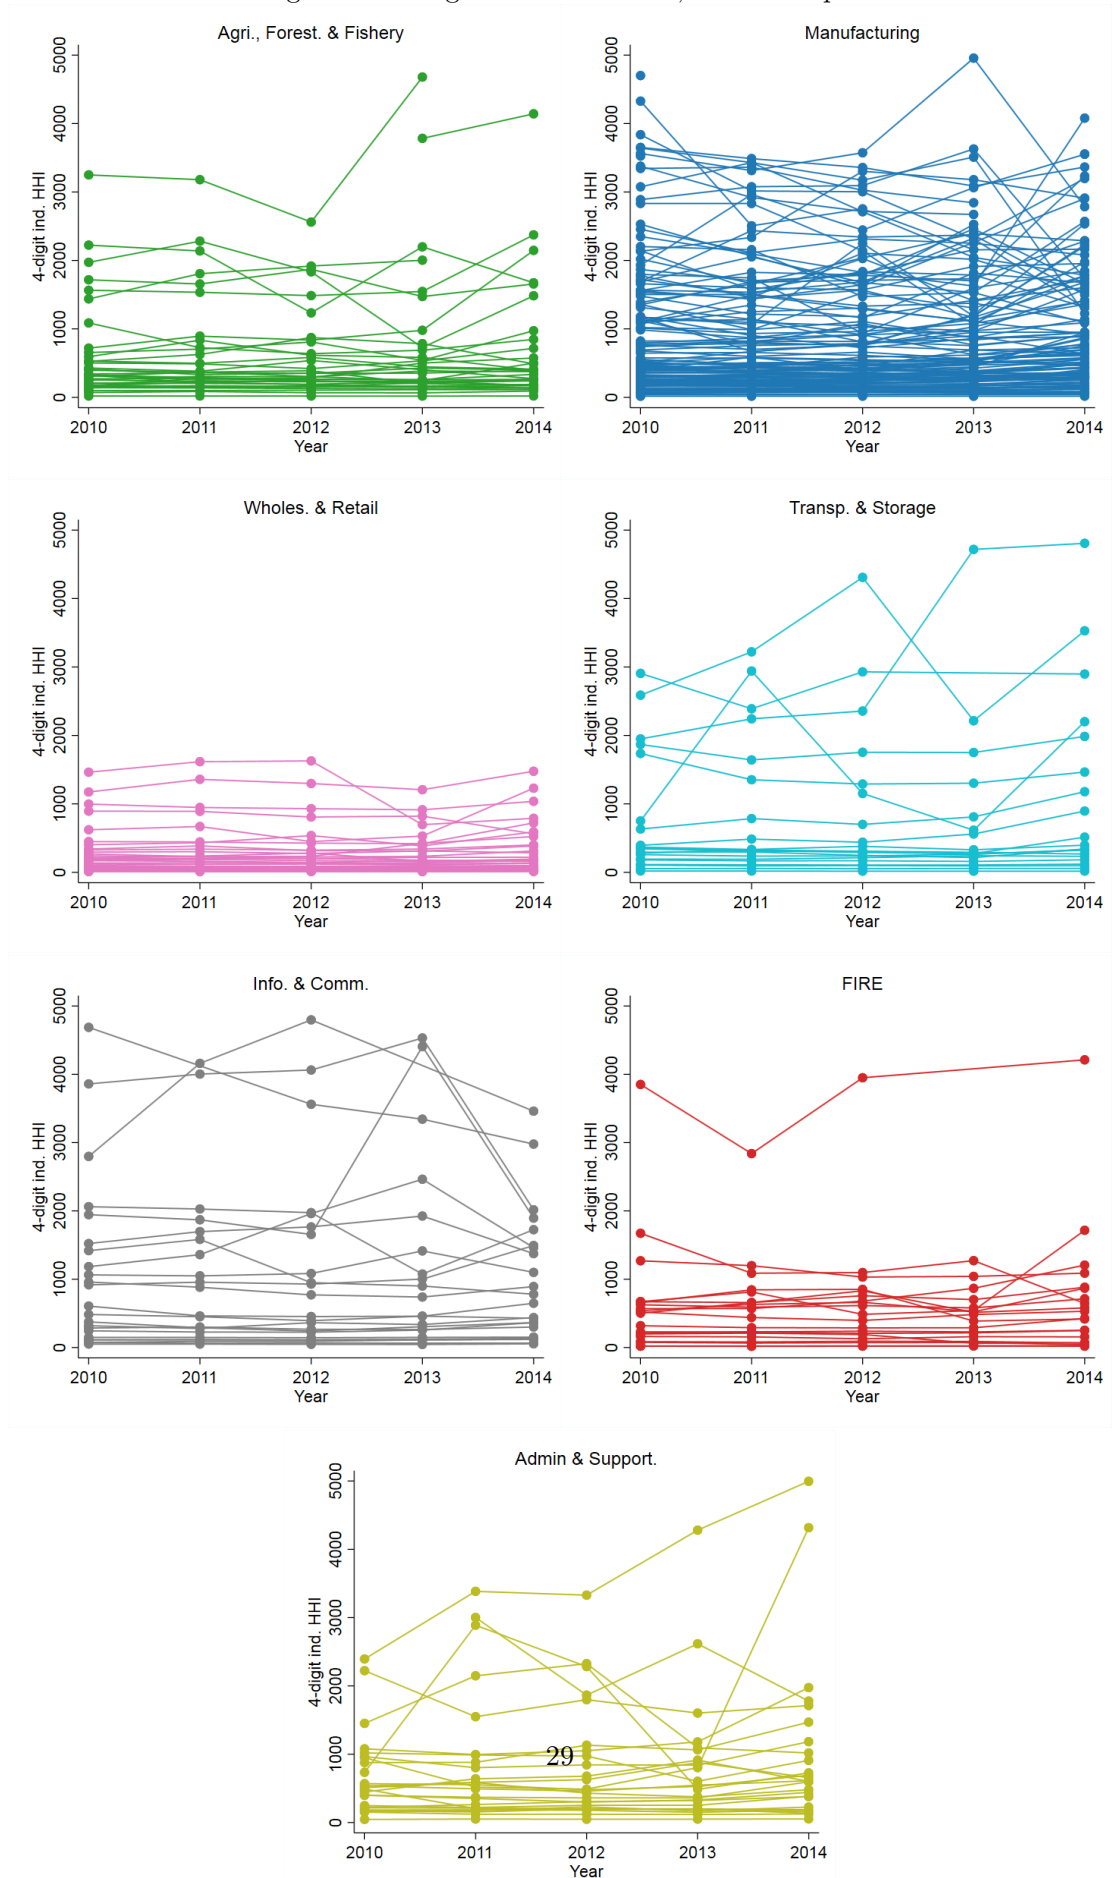 Agri., Forest. & Fishery
4-digit ind. HHI
0 1000 2000 3000 4000 5000
2010 2011 2012 2013 2014
Year
Manufacturing
4-digit ind. HHI
0 1000 2000 3000 4000 5000
2010 2011 2012 2013 2014
Year
Wholes. & Retail
4-digit ind. HHI
0 1000 2000 3000 4000 5000
2010 2011 2012 2013 2014
Year
Transp. & Storage
4-digit ind. HHI
0 1000 2000 3000 4000 5000
2010 2011 2012 2013 2014
Year
Info. & Comm.
4-digit ind. HHI
0 1000 2000 3000 4000 5000
2010 2011 2012 2013 2014
Year
FIRE
4-digit ind. HHI
0 1000 2000 3000 4000 5000
2010 2011 2012 2013 2014
Year
Admin & Support.
4-digit ind. HHI
0 1000 2000 3000 4000 5000
2010 2011 2012 2013 2014
Year
29